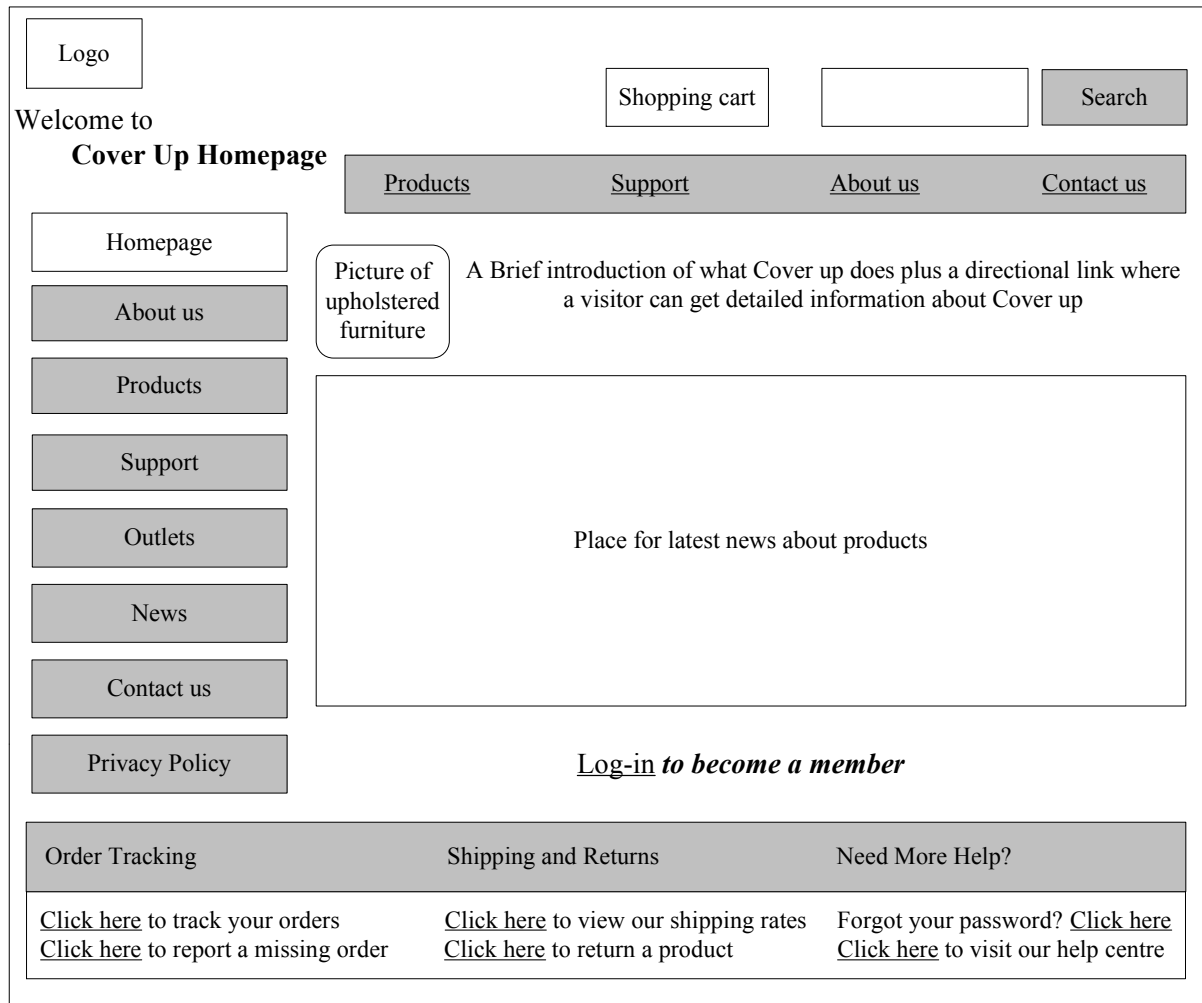 Logo
Shopping cart
Search
Welcome to
Cover Up Homepage
Products
Support
About us
Contact us
Homepage
About us
Products
Support
Outlets
News
Contact us
Privacy Policy
Picture of
upholstered
furniture
A Brief introduction of what Cover up does plus a directional link where
a visitor can get detailed information about Cover up
Place for latest news about products
Log-in to become a member
Order Tracking
Click here to track your orders
Click here to report a missing order
Shipping and Returns
Click here to view our shipping rates
Click here to return a product
Need More Help?
Forgot your password? Click here
Click here to visit our help centre